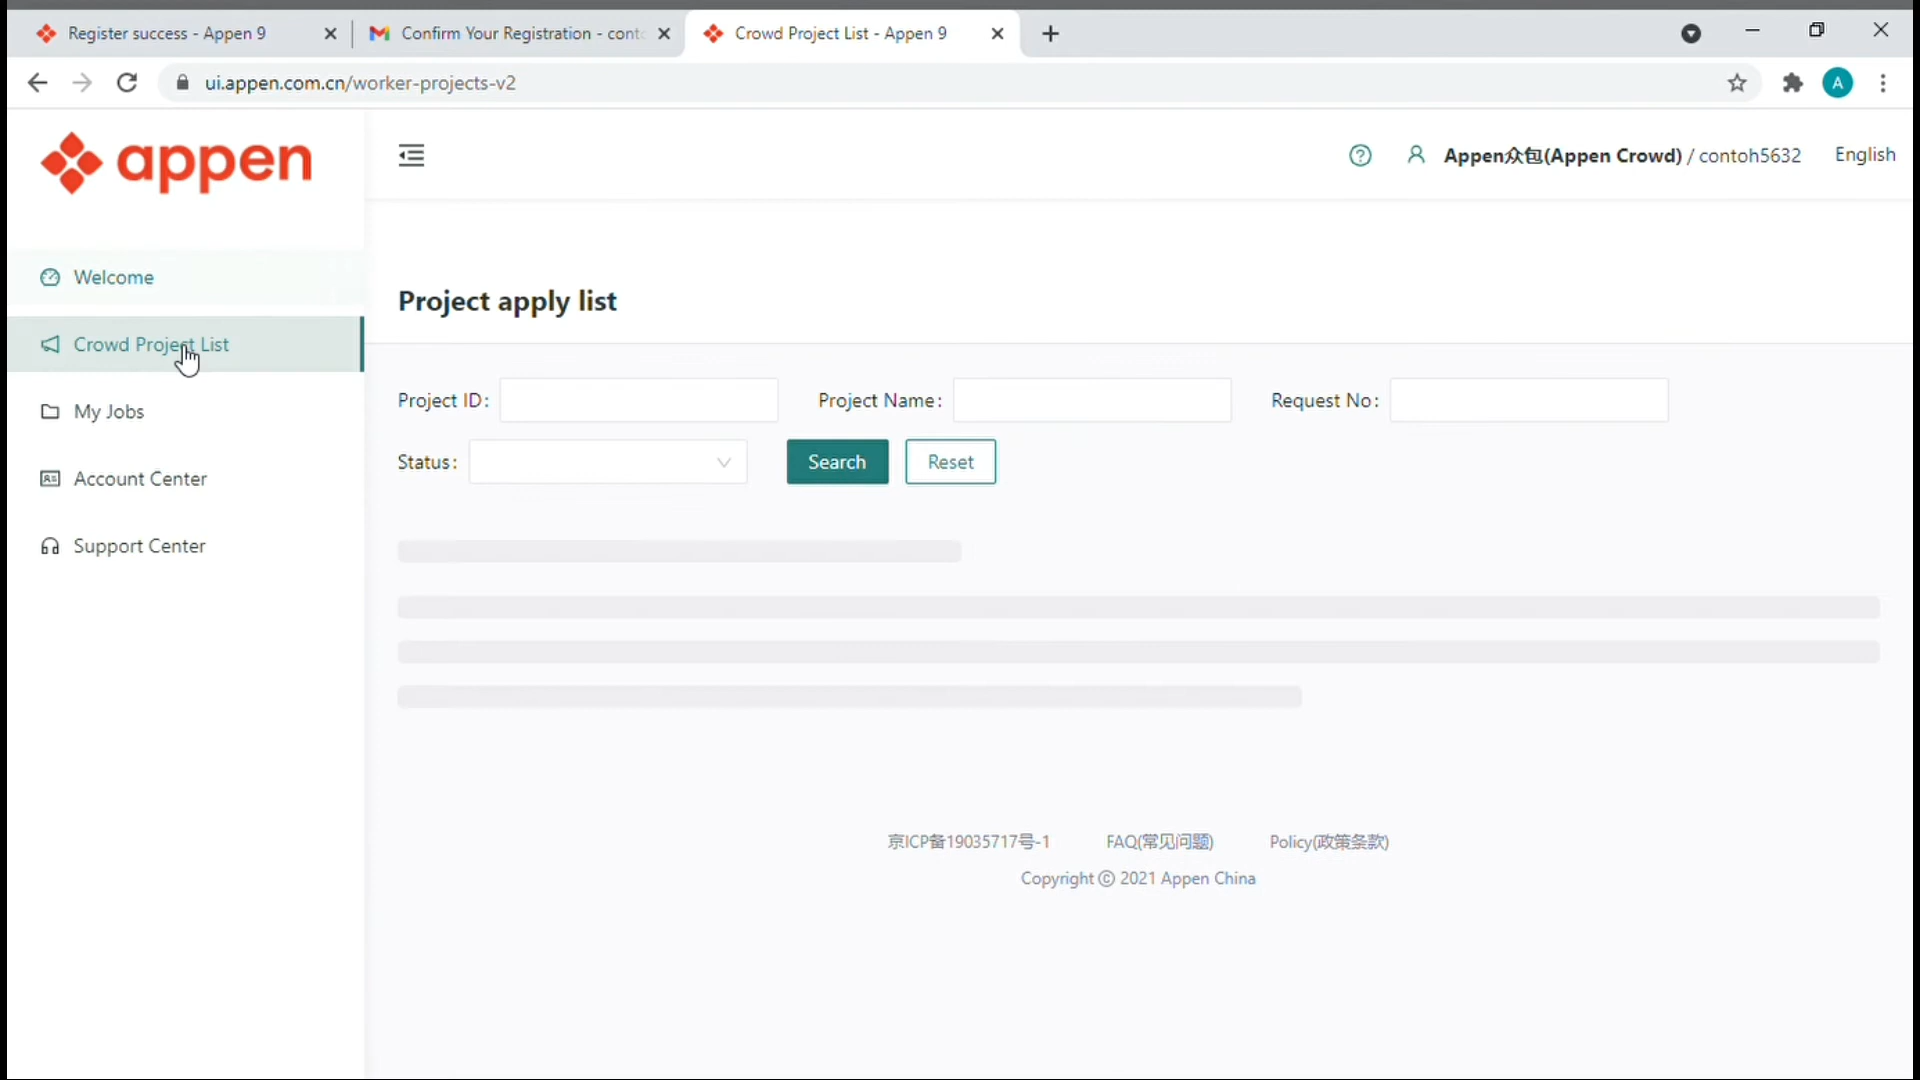 Register success - Appen 9
Confirm Your Registration - cont
Crowd Project List - Appen 9
ui.appen.com.cn/worker-projects-v2
A
appen
Appen众包(Appen Crowd) / contoh5632
English
Welcome
Crowd Project List
My Jobs
Account Center
Support Center
Project apply list
Project ID:
Project Name:
Request No:
Status:
Search
Reset
京ICP备19035717号-1
FAQ(常见问题)
Policy(政策条款)
Copyright © 2021 Appen China